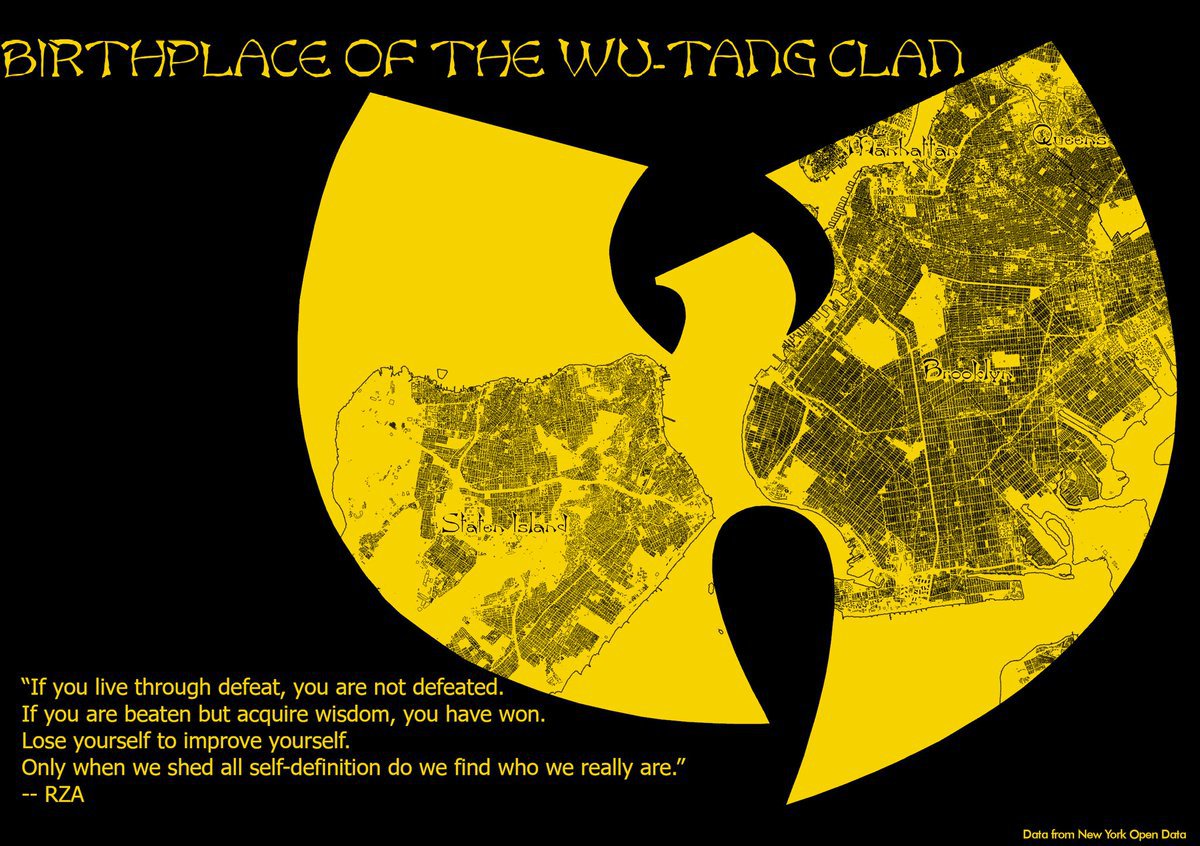 BIRTHPLACE OF THE WU-TANG CLAN
Manhattan
Queens
Brooklyn
Staten Island
“If you live through defeat, you are not defeated.
If you are beaten but acquire wisdom, you have won.
Lose yourself to improve yourself.
Only when we shed all self-definition do we find who we really are.”
-- RZA
Data from New York Open Data